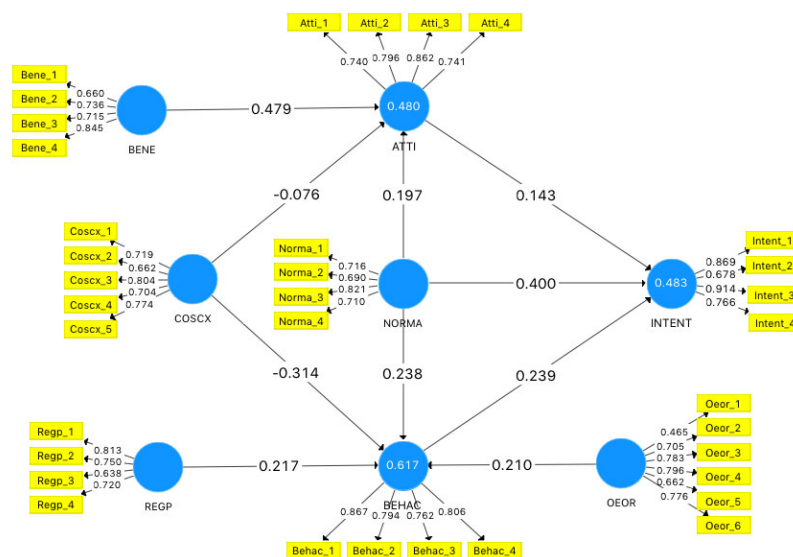 Atti_1 Atti_2 Atti_3 Atti_4
0.740 0.796 0.862 0.741
Bene_1
Bene_2
Bene_3
Bene_4
0.660
0.736
0.715
0.845
BENE
0.479
0.480
ATTI
-0.076
0.197
0.143
Coscx_1
Coscx_2
Coscx_3
Coscx_4
Coscx_5
0.719
0.662
0.804
0.704
0.774
COSCX
Norma_1
Norma_2
Norma_3
Norma_4
0.716
0.690
0.821
0.710
NORMA
0.400
0.483
INTENT
0.869
0.678
0.914
0.766
Intent_1
Intent_2
Intent_3
Intent_4
-0.314
0.238
0.239
Regp_1
Regp_2
Regp_3
Regp_4
0.813
0.750
0.638
0.720
REGP
0.217
0.617
BEHAC
0.210
OEOR
0.465
0.705
0.783
0.796
0.662
0.776
Oeor_1
Oeor_2
Oeor_3
Oeor_4
Oeor_5
Oeor_6
0.867 0.794 0.762 0.806
Behac_1 Behac_2 Behac_3 Behac_4